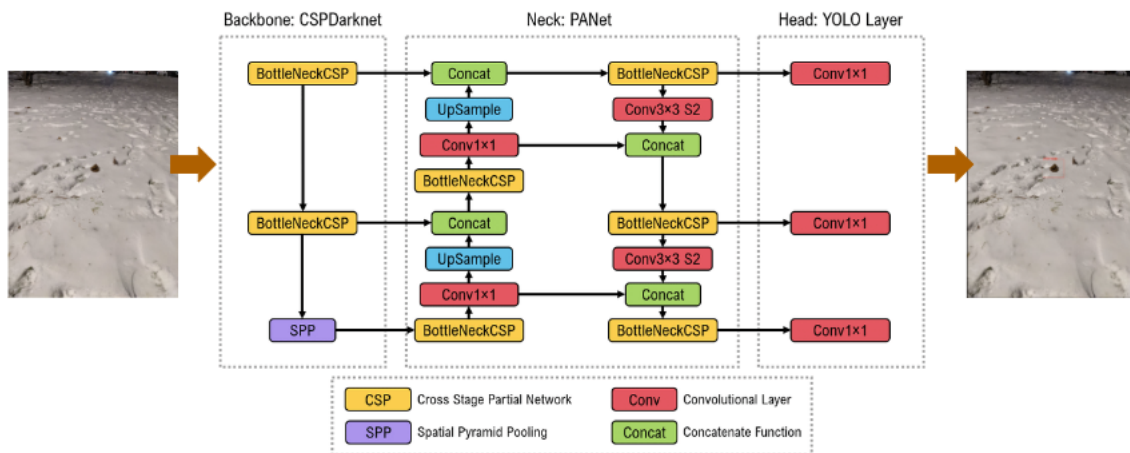 Backbone: CSPDarknet Neck: PANet Head: YOLO Layer
BottleNeckCSP Concat BottleNeckCSP Conv1×1
UpSample Conv3×3 S2
Conv1×1 Concat
BottleNeckCSP
BottleNeckCSP Concat BottleNeckCSP Conv1×1
UpSample Conv3×3 S2
Conv1×1 Concat
SPP BottleNeckCSP BottleNeckCSP Conv1×1
CSP Cross Stage Partial Network Conv Convolutional Layer
SPP Spatial Pyramid Pooling Concat Concatenate Function